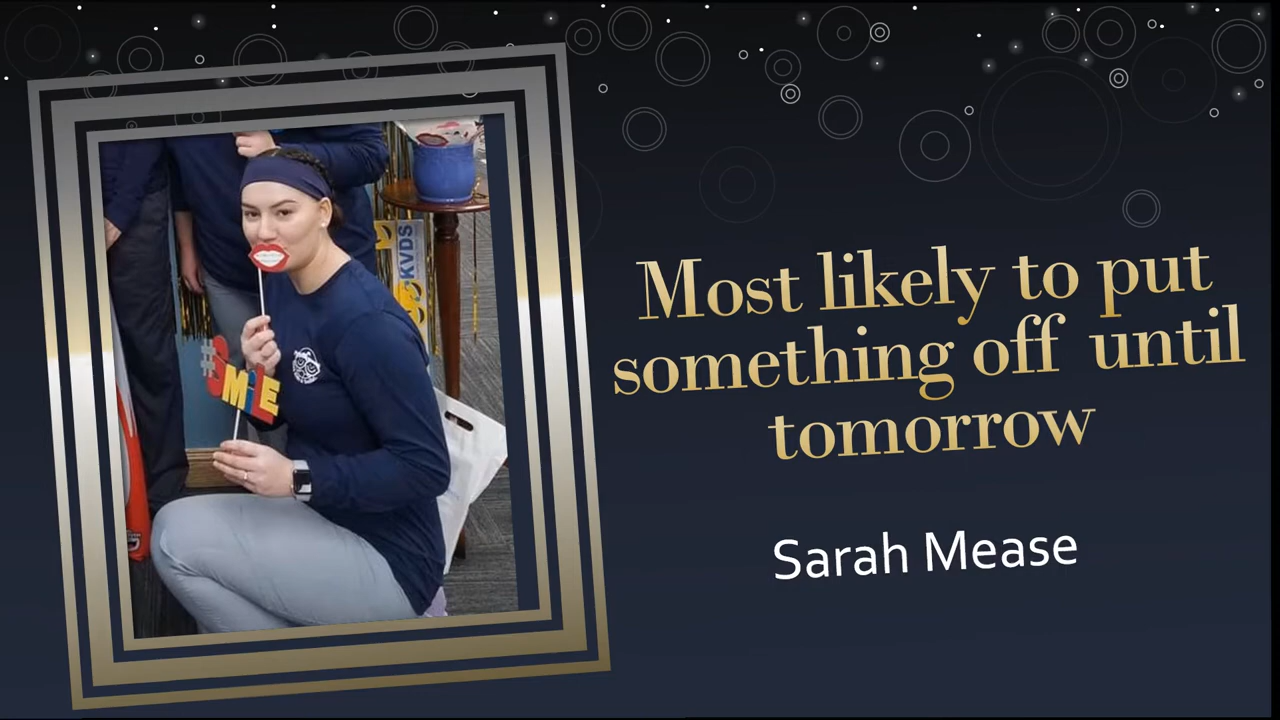 Most likely to put
something off until
tomorrow
Sarah Mease
KVDS
#SMiLE